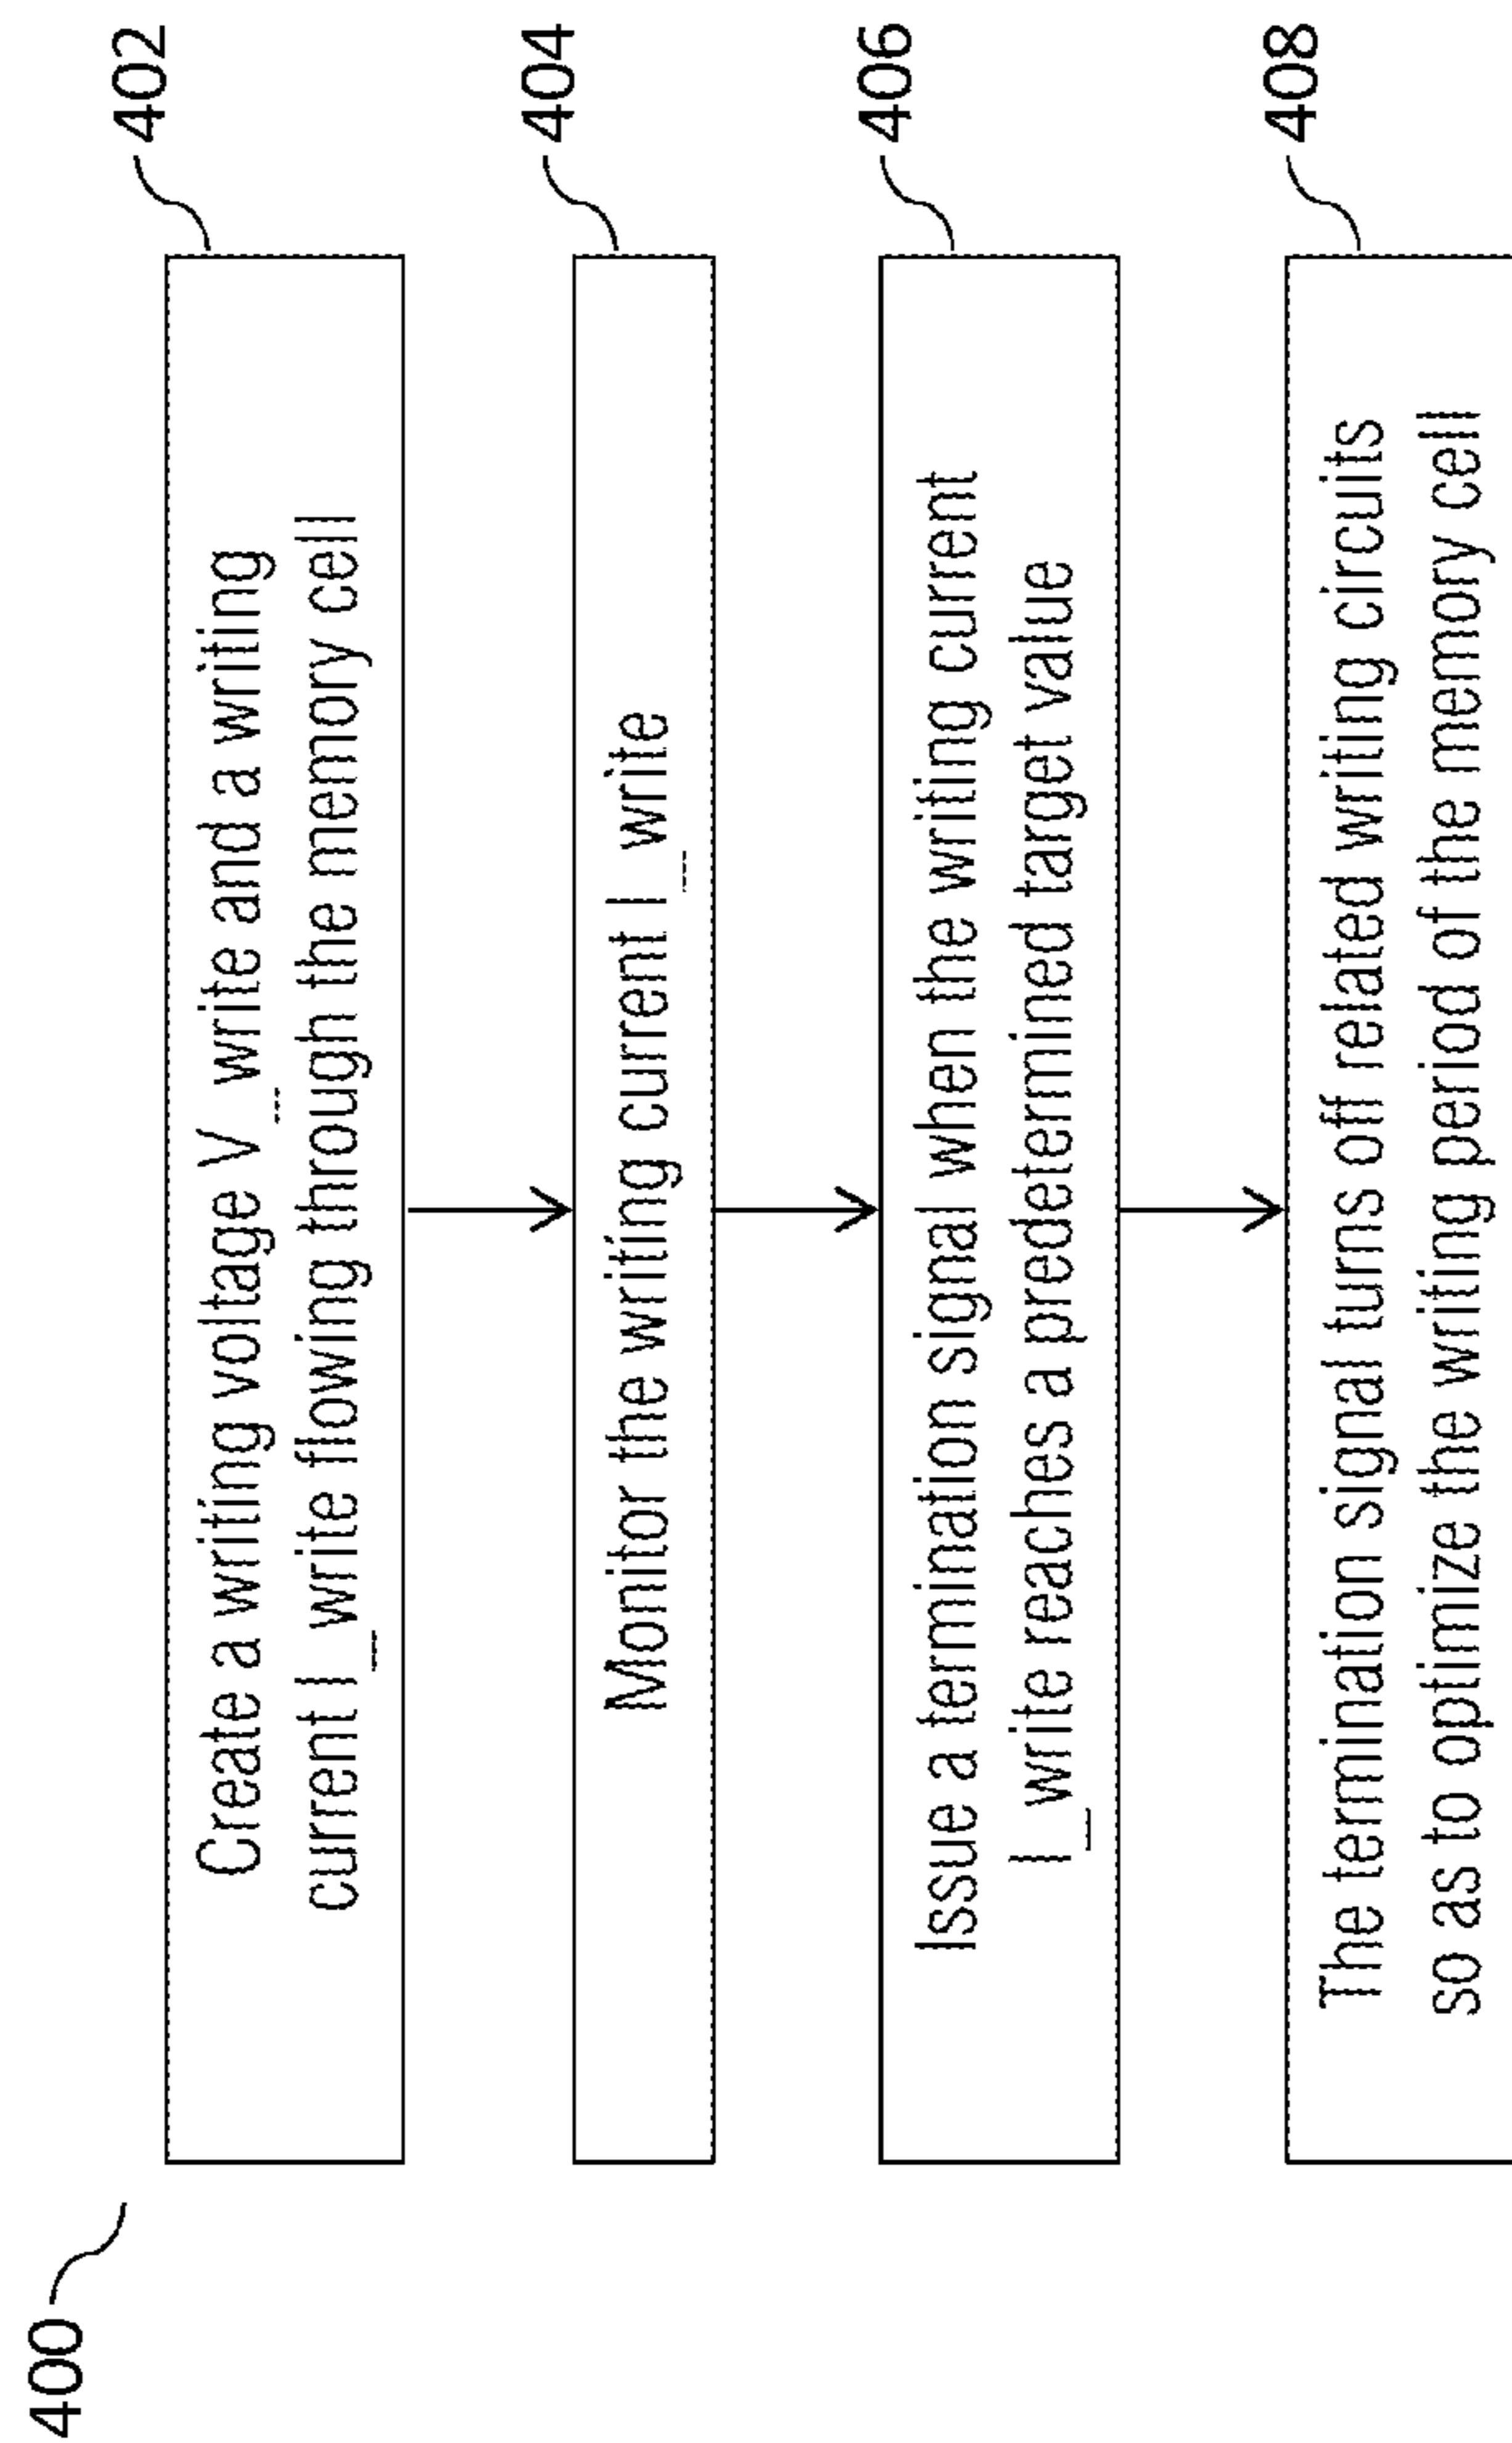 400
402
Create a writing voltage V_write and a writing
current I_write flowing through the memory cell
404
Monitor the writing current I_write
406
Issue a termination signal when the writing current
I_write reaches a predetermined target value
408
The termination signal turns off related writing circuits
so as to optimize the writing period of the memory cell